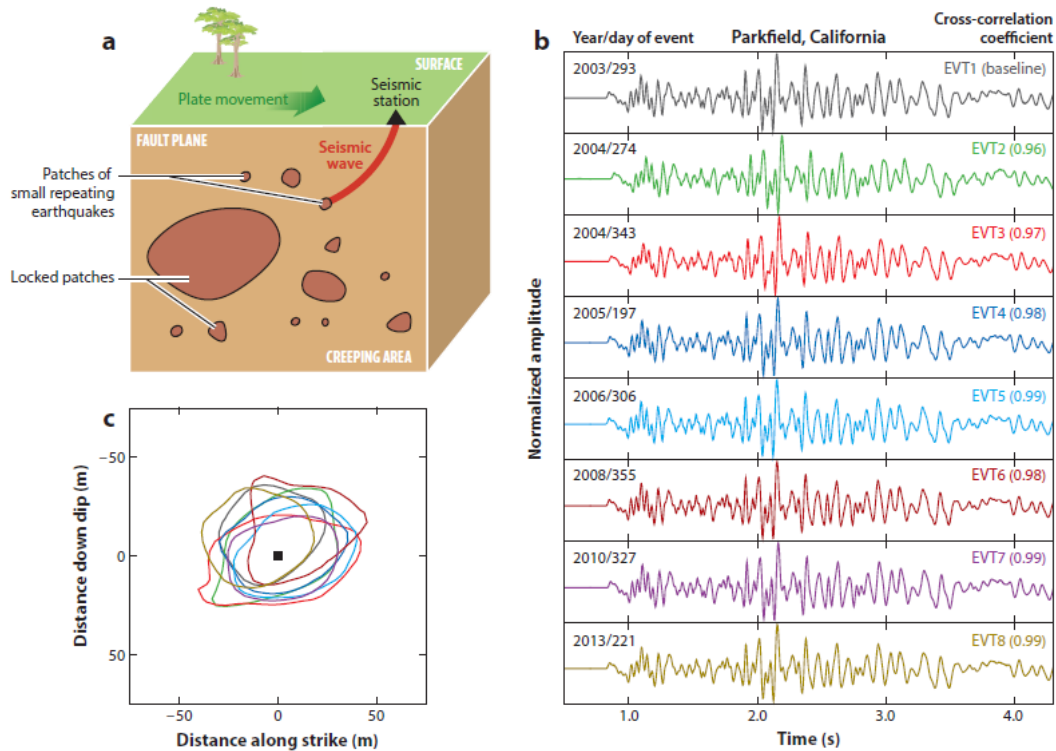 a
SURFACE
Plate movement
Seismic
station
FAULT PLANE
Seismic
wave
Patches of
small repeating
earthquakes
Locked patches
CREEPING AREA
b
Year/day of event
Parkfield, California
Cross-correlation
coefficient
2003/293
EVT1 (baseline)
2004/274
EVT2 (0.96)
2004/343
EVT3 (0.97)
2005/197
EVT4 (0.98)
2006/306
EVT5 (0.99)
2008/355
EVT6 (0.98)
2010/327
EVT7 (0.99)
2013/221
EVT8 (0.99)
Normalized amplitude
1.0
2.0
3.0
4.0
Time (s)
c
−50
0
50
Distance down dip (m)
−50
0
50
Distance along strike (m)